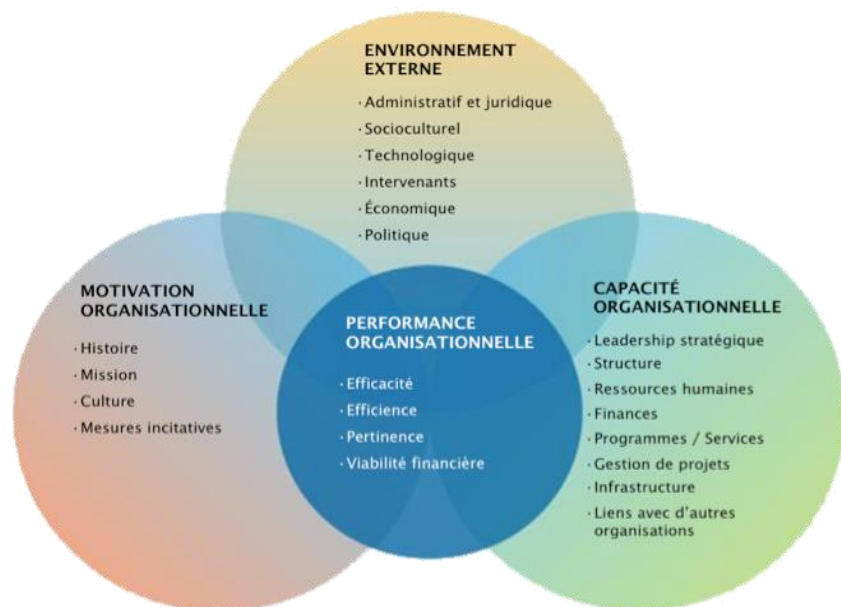 ENVIRONNEMENT
EXTERNE
· Administratif et juridique
· Socioculturel
· Technologique
· Intervenants
· Économique
· Politique
MOTIVATION
ORGANISATIONNELLE
· Histoire
· Mission
· Culture
· Mesures incitatives
PERFORMANCE
ORGANISATIONNELLE
· Efficacité
· Efficience
· Pertinence
· Viabilité financière
CAPACITÉ
ORGANISATIONNELLE
· Leadership stratégique
· Structure
· Ressources humaines
· Finances
· Programmes / Services
· Gestion de projets
· Infrastructure
· Liens avec d'autres
organisations